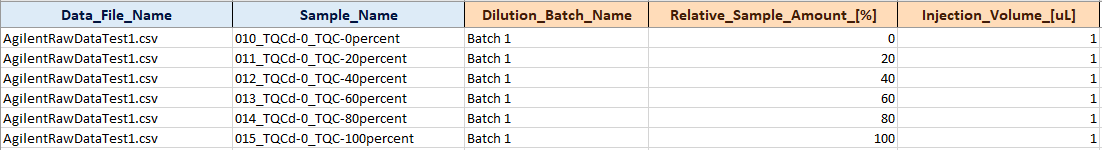 Data_File_Name Sample_Name Dilution_Batch_Name Relative_Sample_Amount_[%] Injection_Volume_[uL]
AgilentRawDataTest1.csv 010_TQCd-0_TQC-0percent Batch 1 0 1
AgilentRawDataTest1.csv 011_TQCd-0_TQC-20percent Batch 1 20 1
AgilentRawDataTest1.csv 012_TQCd-0_TQC-40percent Batch 1 40 1
AgilentRawDataTest1.csv 013_TQCd-0_TQC-60percent Batch 1 60 1
AgilentRawDataTest1.csv 014_TQCd-0_TQC-80percent Batch 1 80 1
AgilentRawDataTest1.csv 015_TQCd-0_TQC-100percent Batch 1 100 1